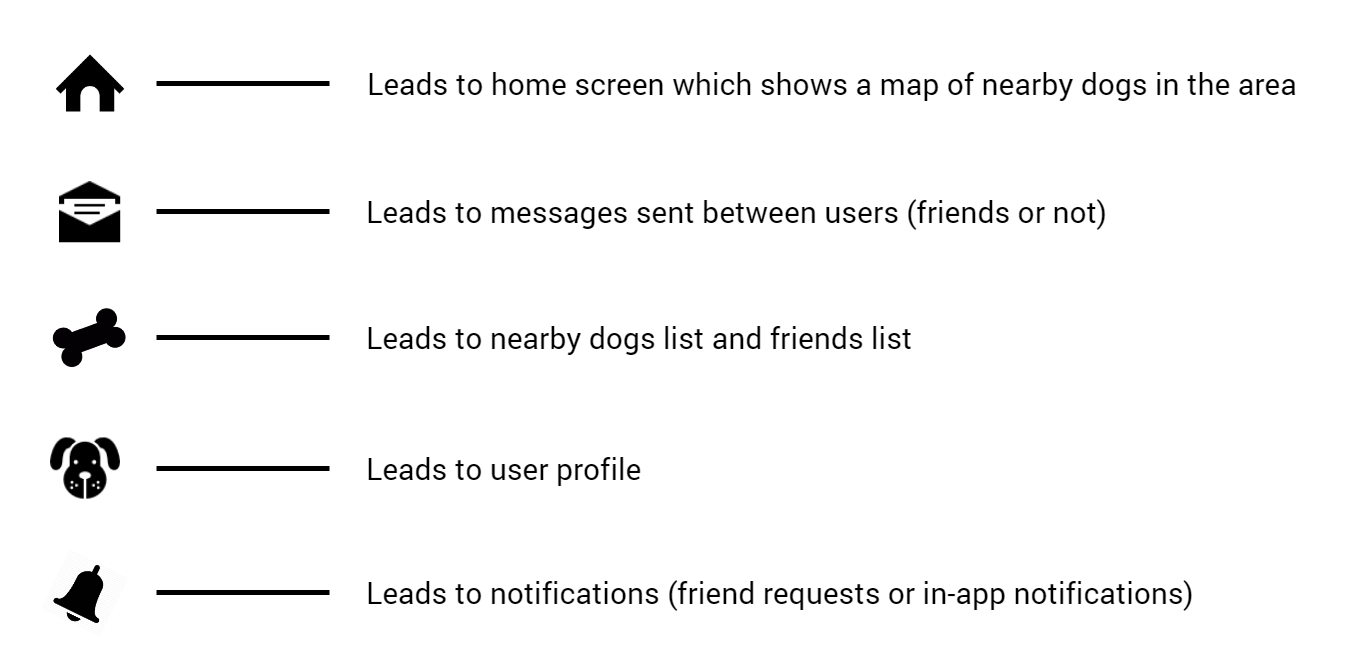 Leads to home screen which shows a map of nearby dogs in the area
Leads to messages sent between users (friends or not)
Leads to nearby dogs list and friends list
Leads to user profile
Leads to notifications (friend requests or in-app notifications)